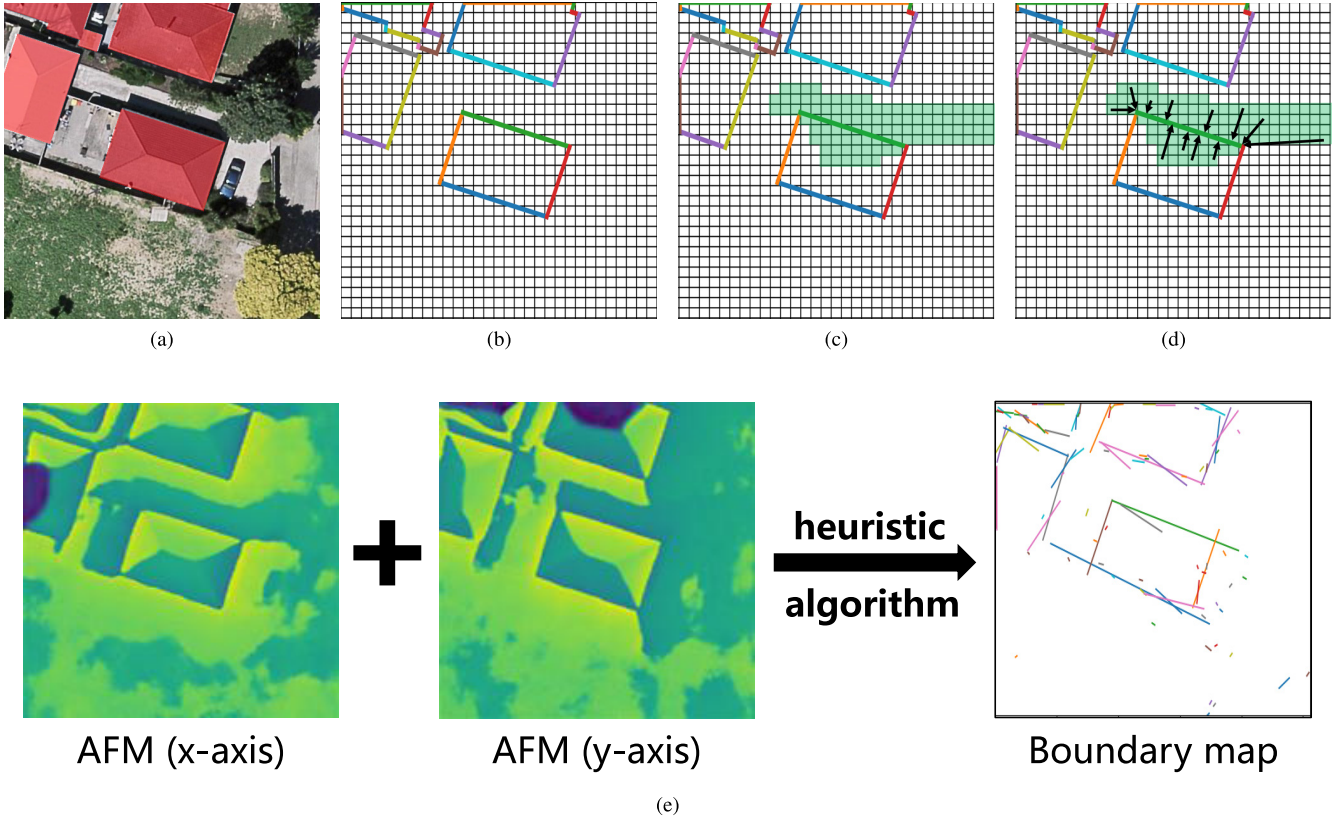 (a)
(b)
(c)
(d)
heuristic
algorithm
AFM (x-axis)
AFM (y-axis)
Boundary map
(e)